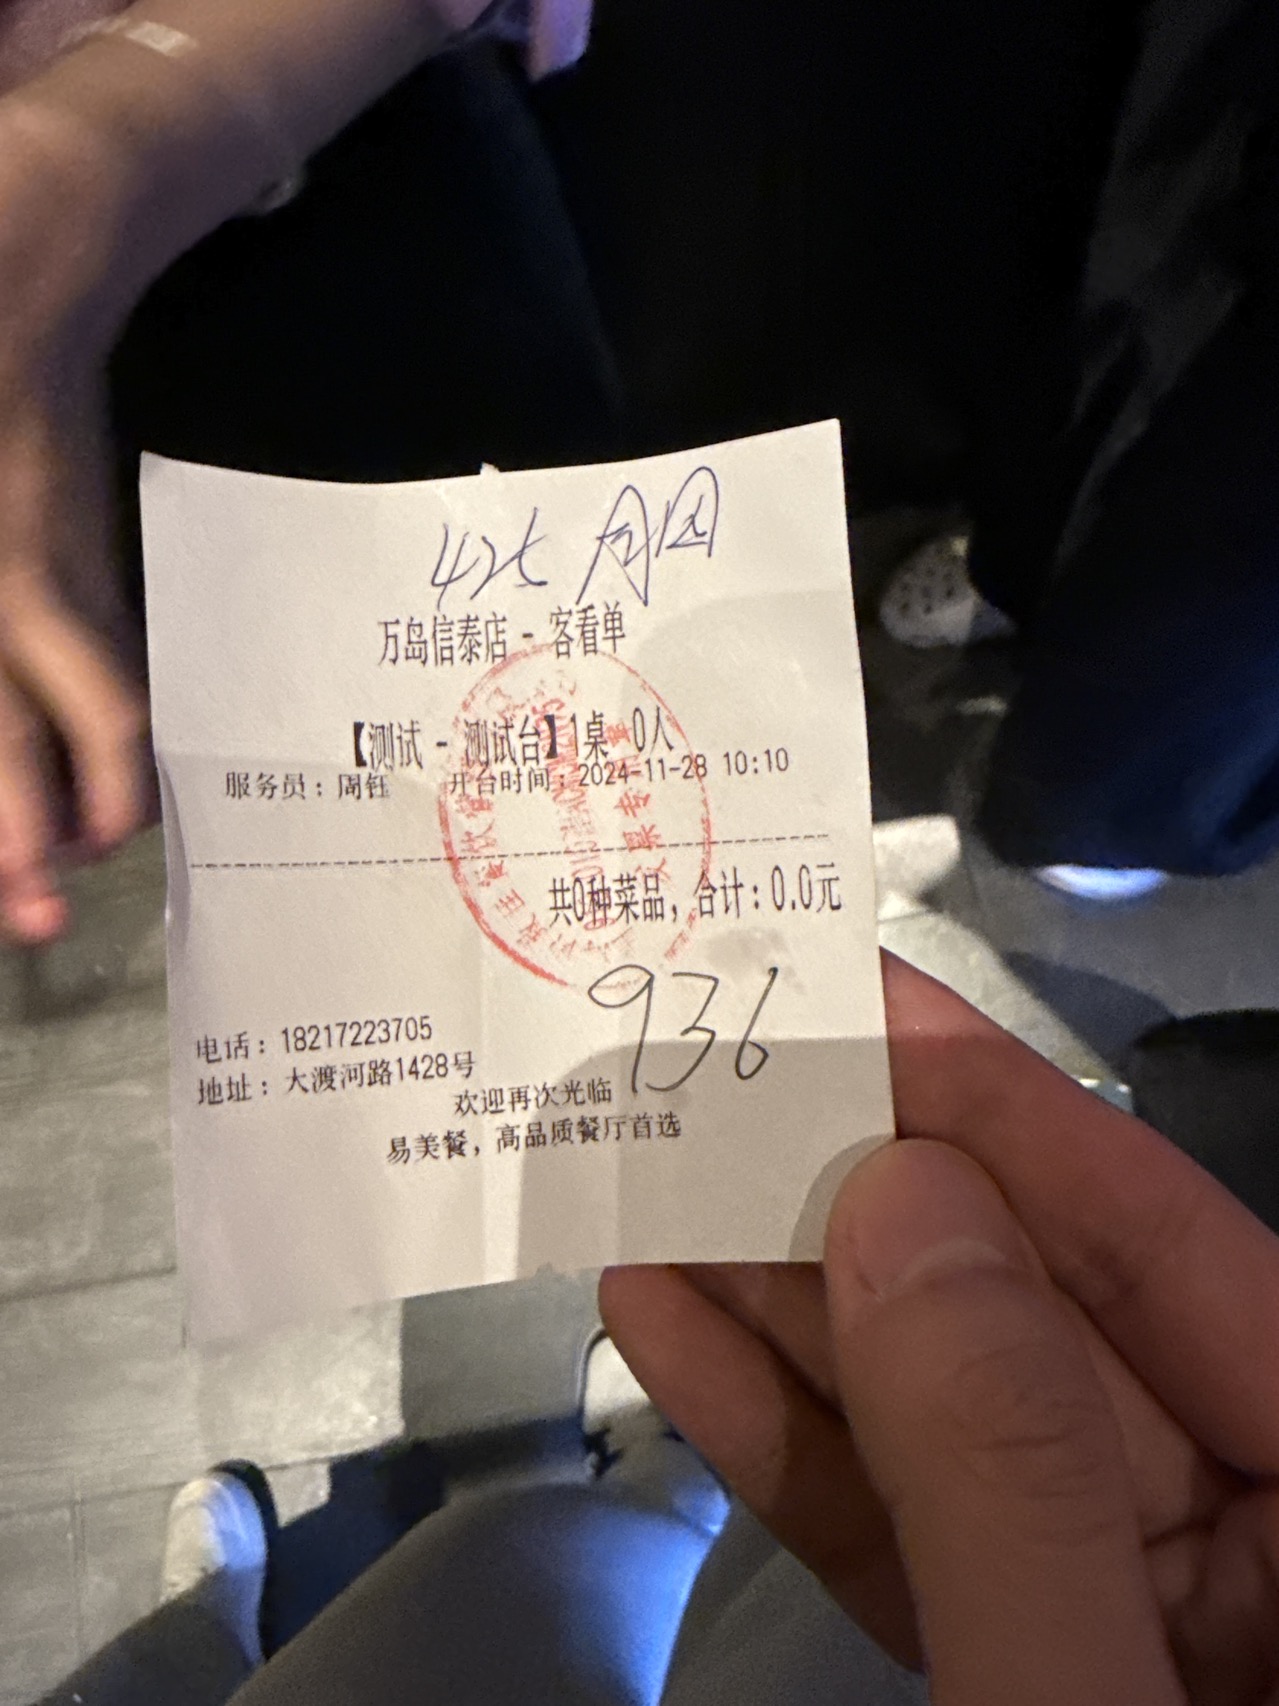 425 周四
万岛信泰店 - 客看单
【测试 - 测试台】1桌 0人
服务员：周钰 开台时间：2024-11-28 10:10
共0种菜品，合计：0.0元
936
电话：18217223705
地址：大渡河路1428号
欢迎再次光临
易美餐，高品质餐厅首选